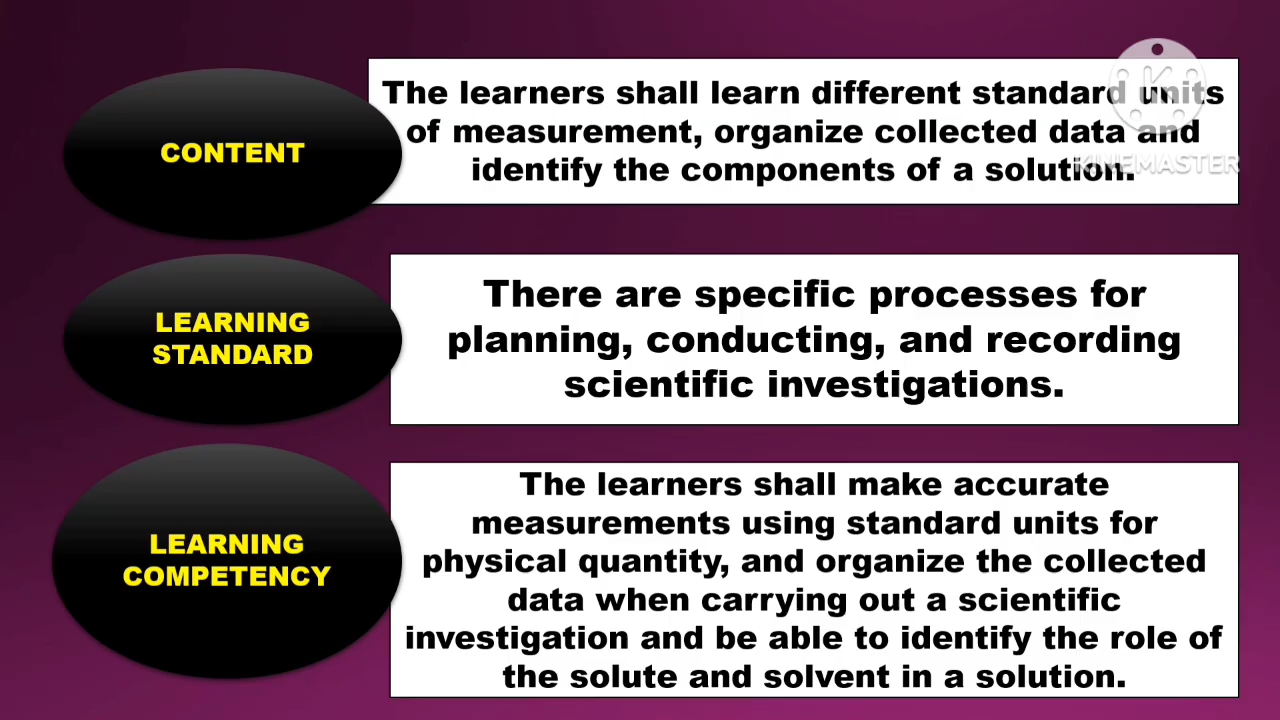 CONTENT
The learners shall learn different standard units
of measurement, organize collected data and
identify the components of a solution.
KINEMASTER
LEARNING
STANDARD
There are specific processes for
planning, conducting, and recording
scientific investigations.
LEARNING
COMPETENCY
The learners shall make accurate
measurements using standard units for
physical quantity, and organize the collected
data when carrying out a scientific
investigation and be able to identify the role of
the solute and solvent in a solution.